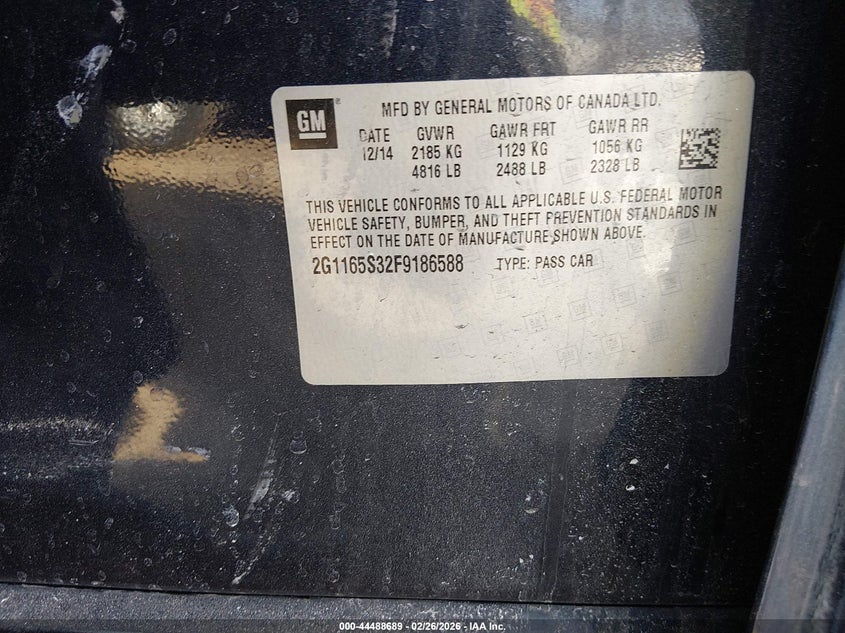 GM
MFD BY GENERAL MOTORS OF CANADA LTD.
DATE GVWR GAWR FRT GAWR RR
12/14 2185 KG 1129 KG 1056 KG
4816 LB 2488 LB 2328 LB
THIS VEHICLE CONFORMS TO ALL APPLICABLE U.S. FEDERAL MOTOR
VEHICLE SAFETY, BUMPER, AND THEFT PREVENTION STANDARDS IN
EFFECT ON THE DATE OF MANUFACTURE SHOWN ABOVE.
2G1165S32F9186588 TYPE: PASS CAR
000-44488689 - 02/26/2026 - IAA Inc.